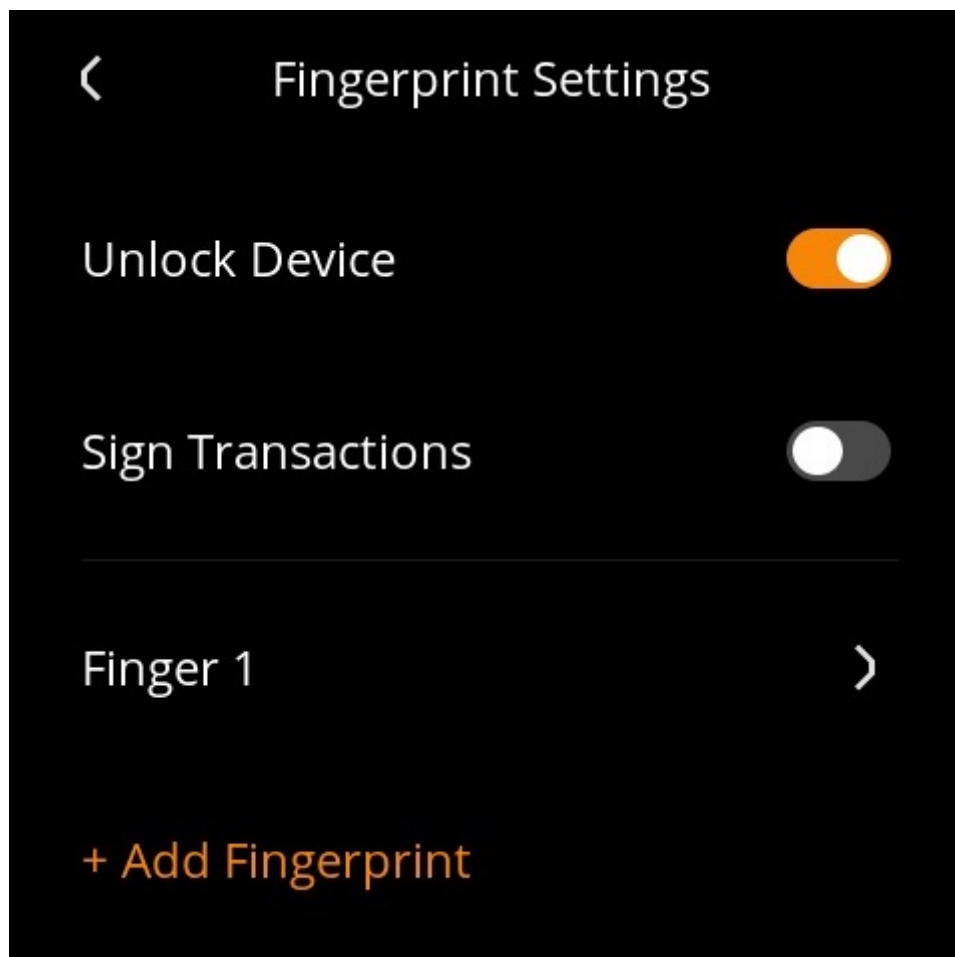 Fingerprint Settings
Unlock Device
Sign Transactions
Finger 1
+ Add Fingerprint